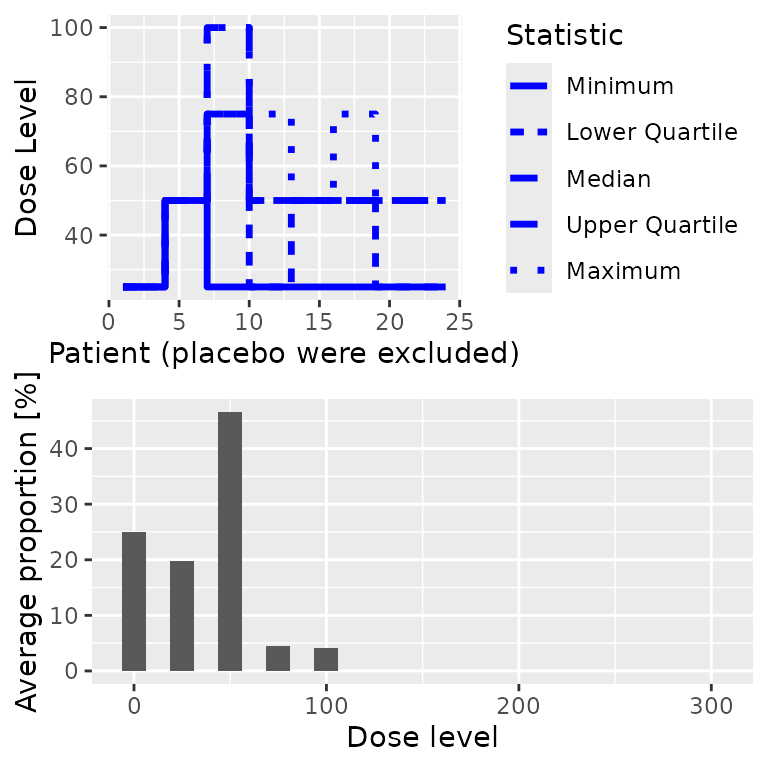 Dose Level
100
80
60
40
0 5 10 15 20 25
Patient (placebo were excluded)
Statistic
Minimum
Lower Quartile
Median
Upper Quartile
Maximum
Average proportion [%]
40
30
20
10
0
0 100 200 300
Dose level